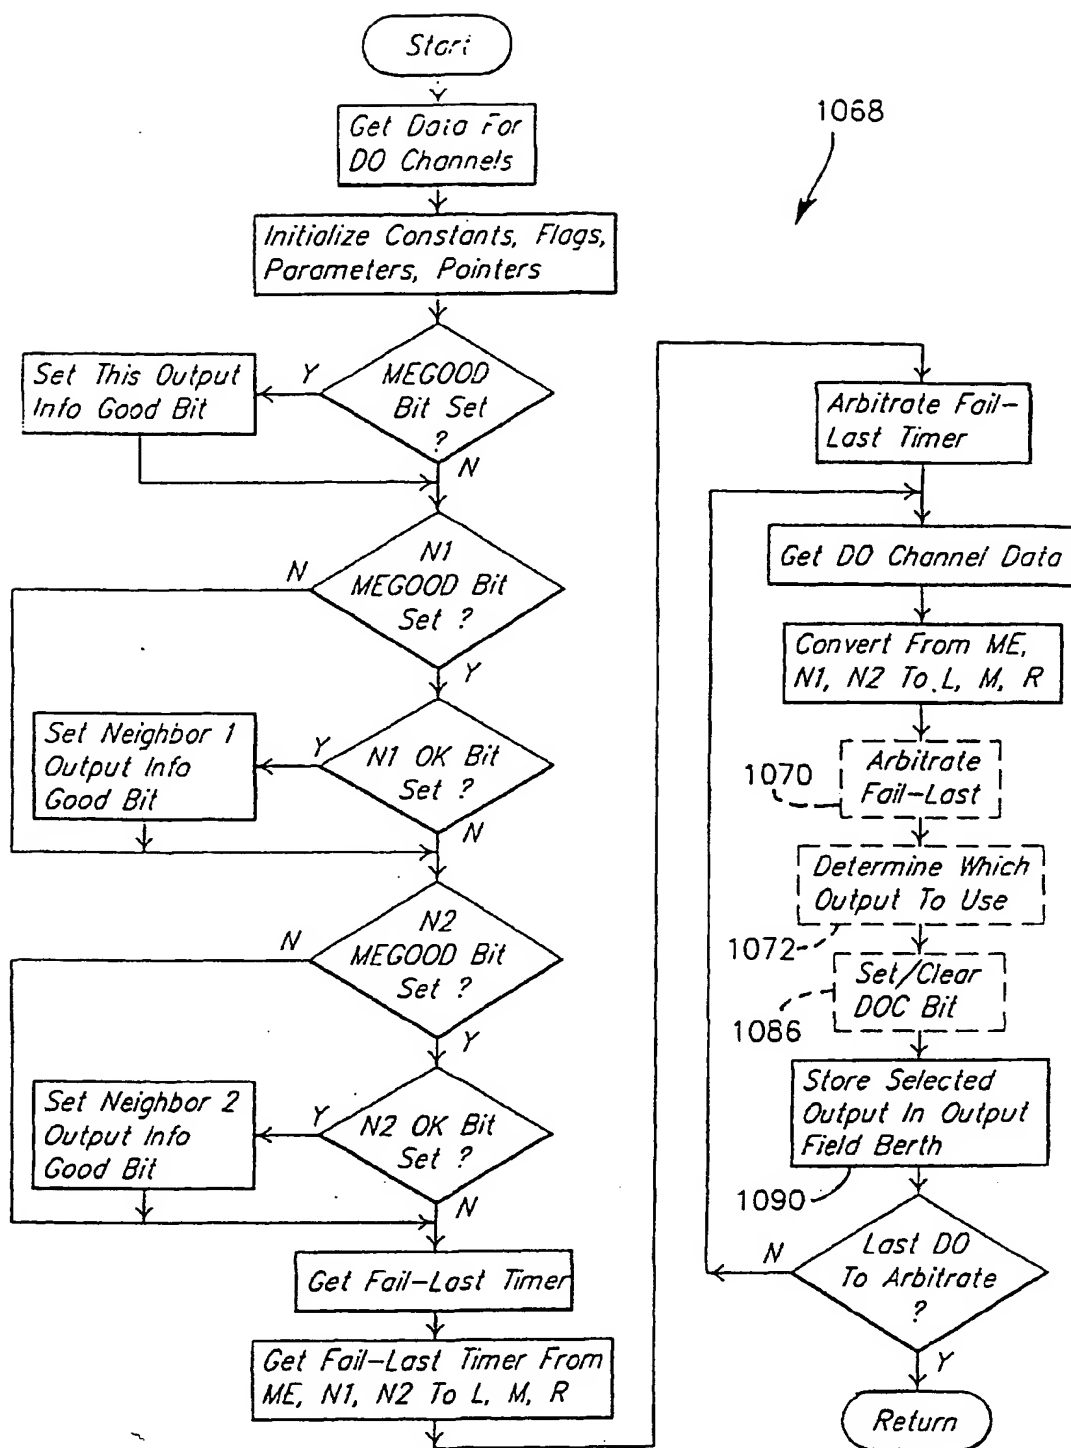 Start
Get Data For
DO Channels
Initialize Constants, Flags,
Parameters, Pointers
MEGOOD
Bit Set
?
Y
N
Set This Output
Info Good Bit
N1
MEGOOD Bit
Set ?
N
Y
N1 OK Bit
Set ?
Y
N
Set Neighbor 1
Output Info
Good Bit
N2
MEGOOD Bit
Set ?
N
Y
N2 OK Bit
Set ?
Y
N
Set Neighbor 2
Output Info
Good Bit
Get Fail-Last Timer
Get Fail-Last Timer From
ME, N1, N2 To L, M, R
1068
Arbitrate Fail-
Last Timer
Get DO Channel Data
Convert From ME,
N1, N2 To L, M, R
1070
Arbitrate
Fail-Last
Determine Which
Output To Use
1072
Set/Clear
DOC Bit
1086
Store Selected
Output In Output
Field Berth
1090
Last DO
To Arbitrate
?
N
Y
Return